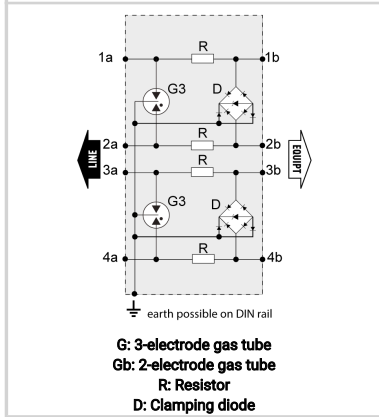 1a R 1b
G3 D
2a R 2b
LINE EQUIPT
3a R 3b
G3 D
4a R 4b
earth possible on DIN rail
G: 3-electrode gas tube
Gb: 2-electrode gas tube
R: Resistor
D: Clamping diode